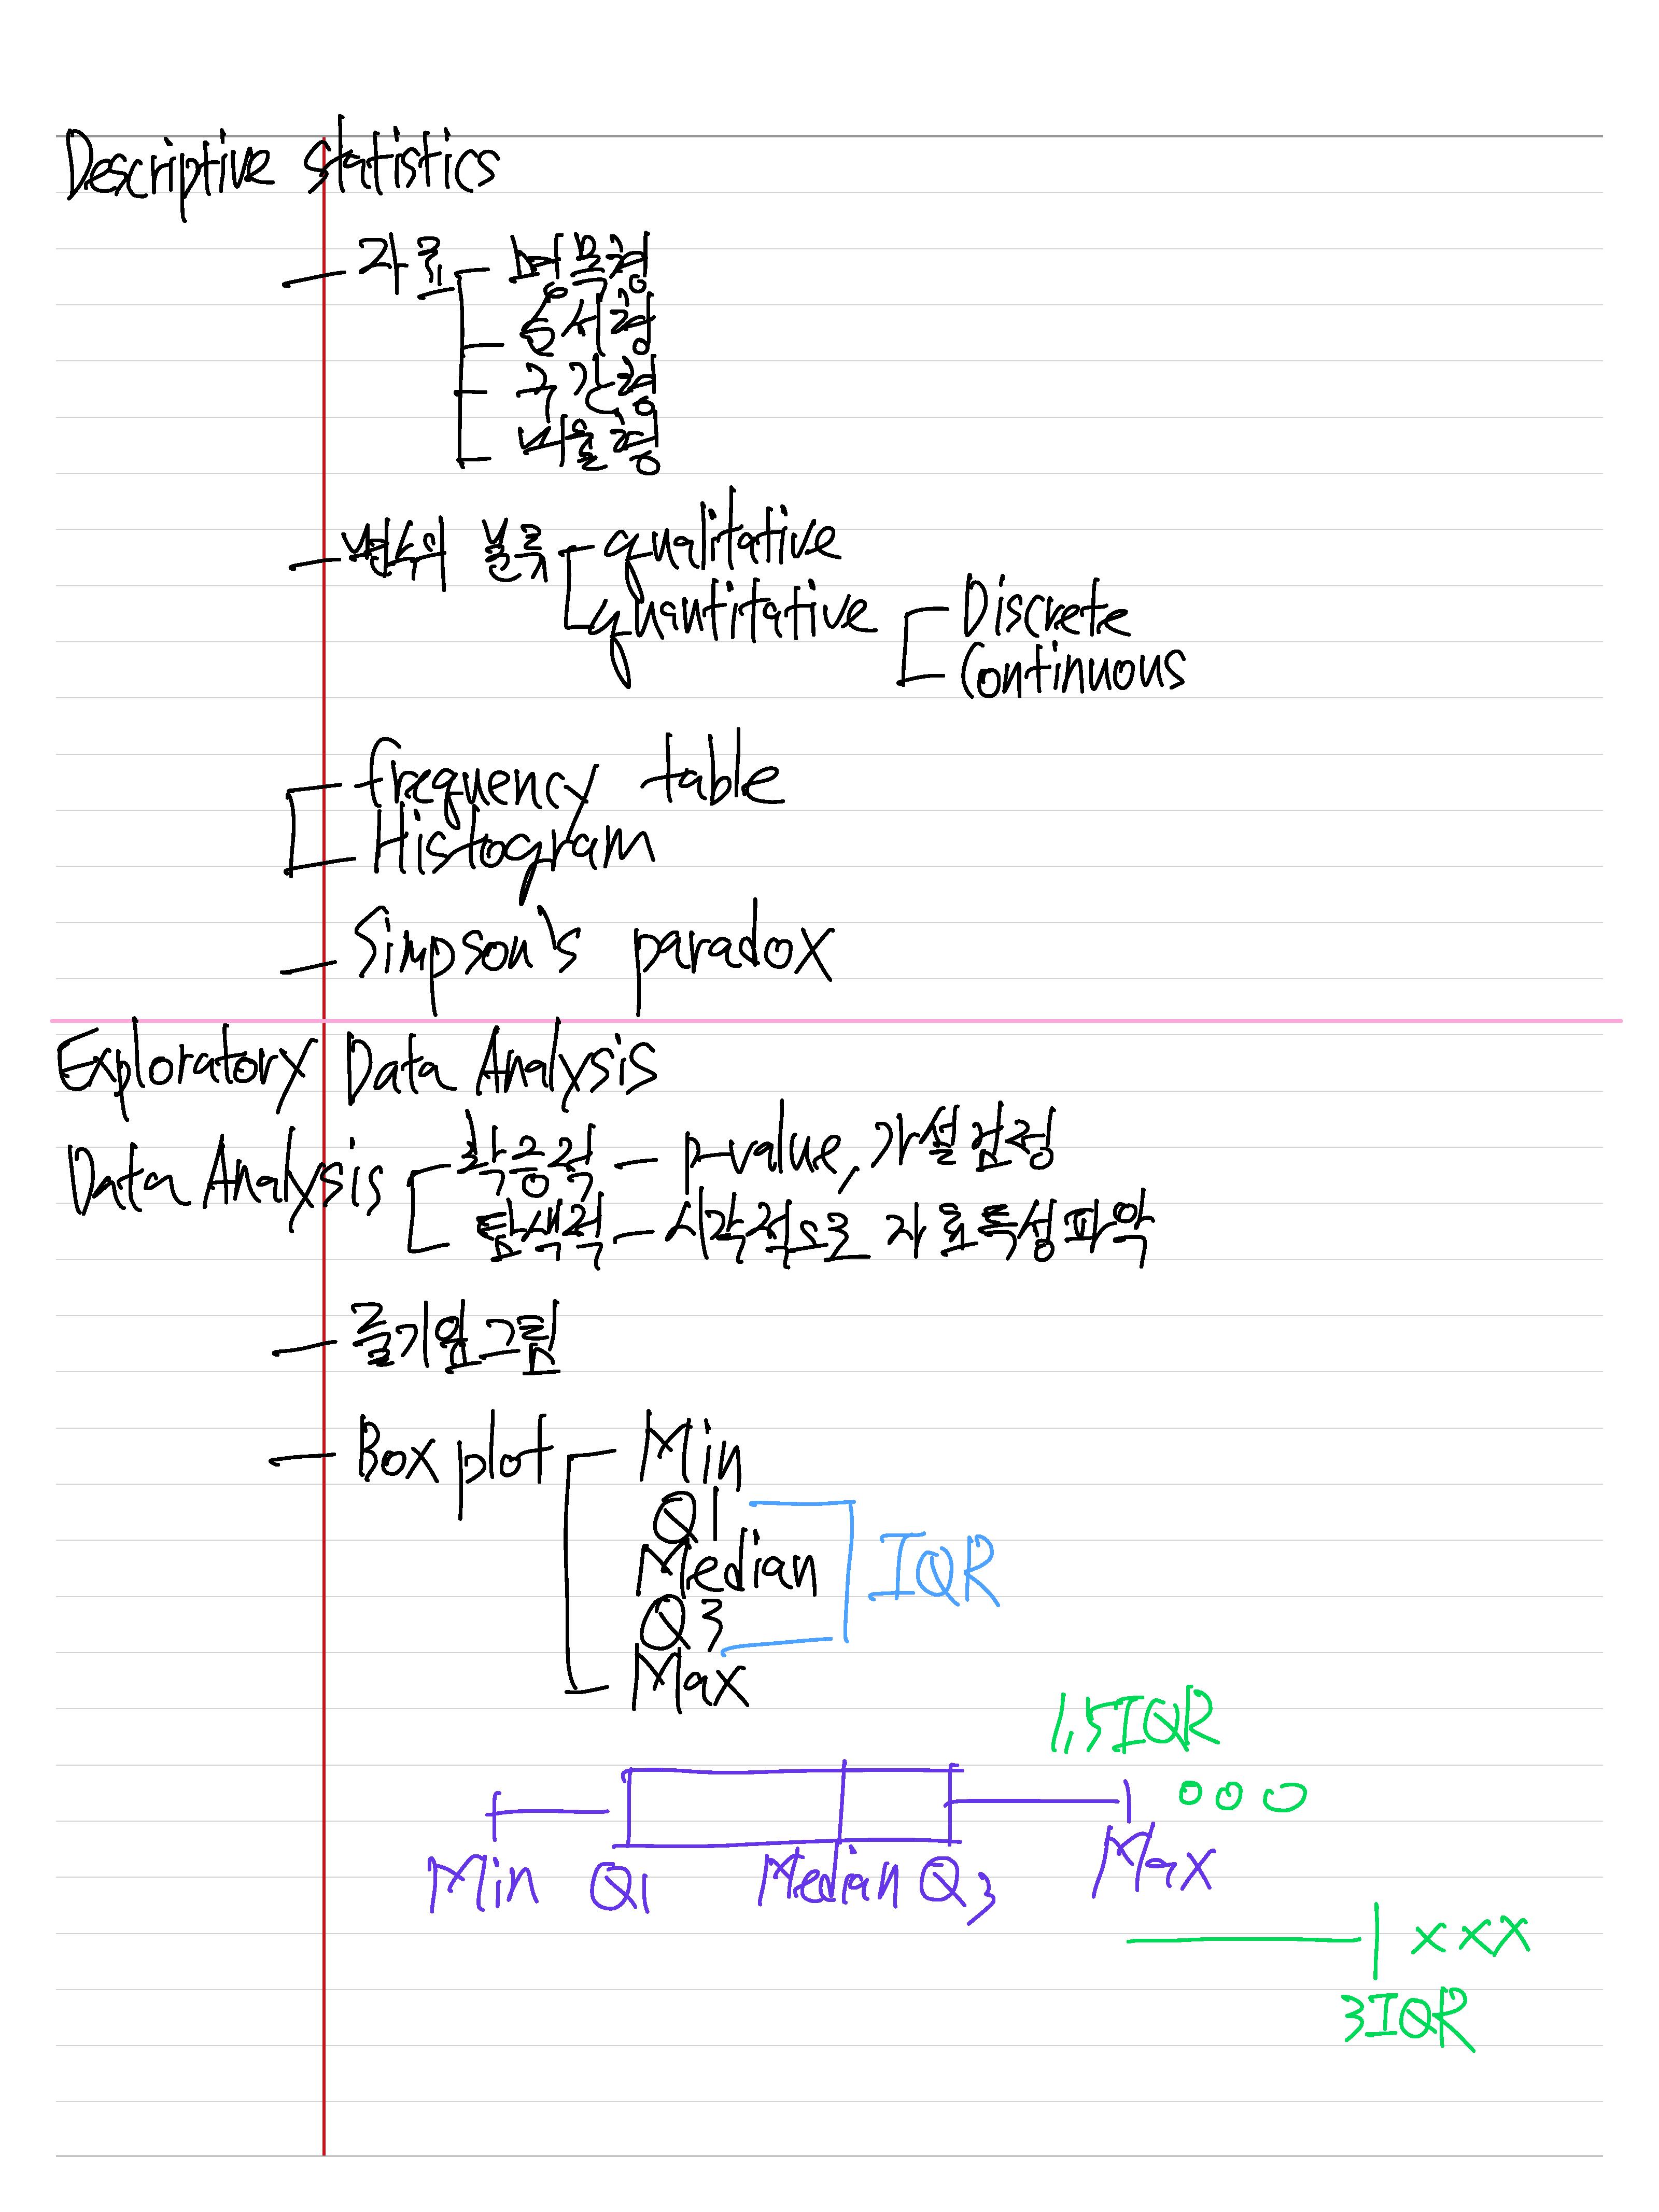 Descriptive Statistics
- 자료 명목형
순서형
구간형
비율형
- 변수의 분류 qualitative
quantitative Discrete
Continuous
frequency table
Histogram
- Simpson's paradox
Exploratory Data Analysis
Data Analysis 확증적 - p-value, 가설검정
탐색적 - 시각적으로 자료특성파악
- 줄기잎그림
- Box plot Min
Q1
Median IQR
Q3
Max
1.5IQR
ooo
Min Q1 Median Q3 Max
xxx
3IQR